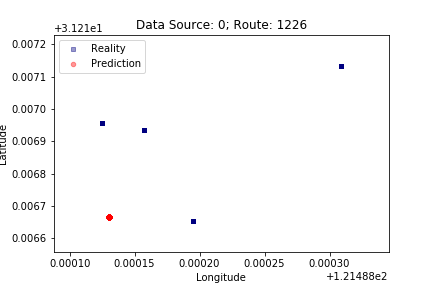 Data Source: 0; Route: 1226
+3.121e1
Reality
Prediction
Latitude
0.0072
0.0071
0.0070
0.0069
0.0068
0.0067
0.0066
0.00010
0.00015
0.00020
0.00025
0.00030
Longitude
+1.21488e2